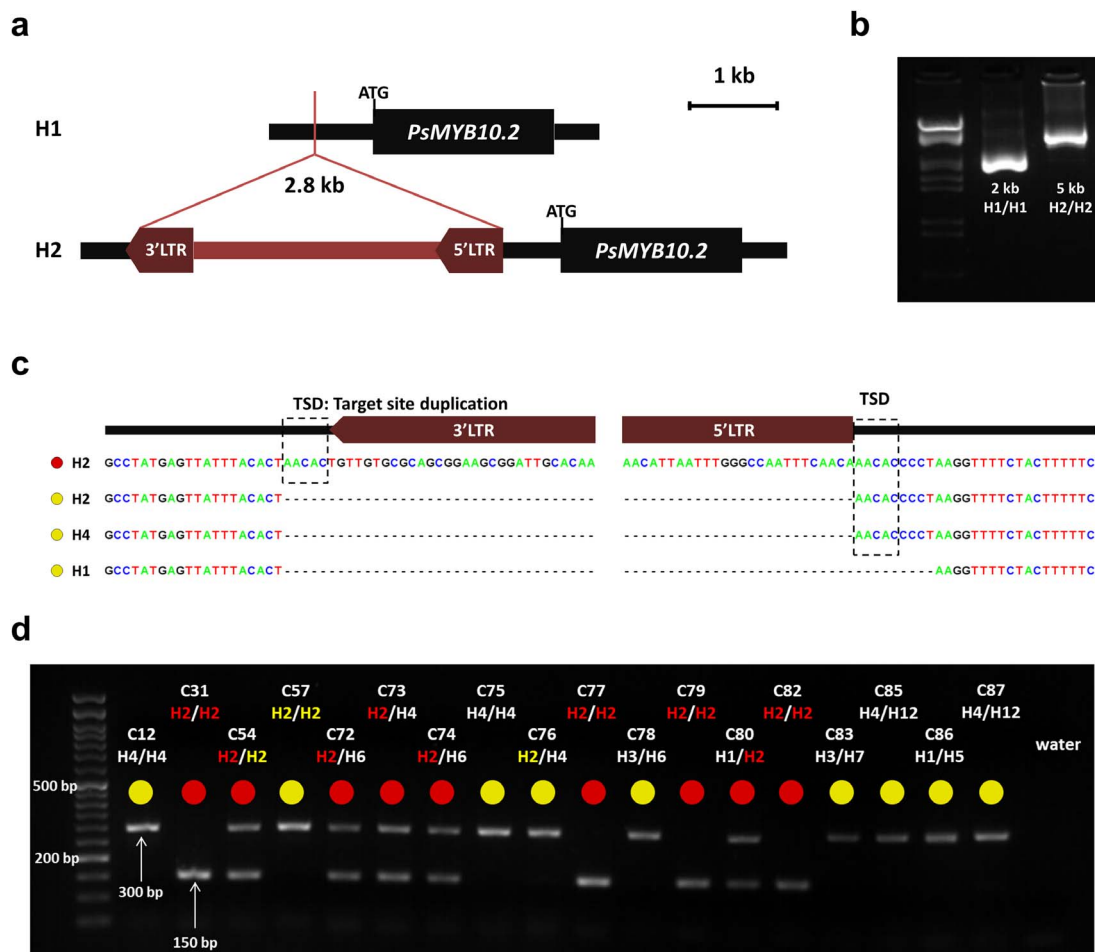 a
b
ATG
1 kb
H1
PsMYB10.2
2.8 kb
ATG
H2
3'LTR
5'LTR
PsMYB10.2
2 kb
5 kb
H1/H1
H2/H2
c
TSD: Target site duplication
TSD
3'LTR
5'LTR
H2 GCCTATGAGTTATTTACACTAACACTGTTGTGCGCAGCGGAAGCGGATTGCACAA AACATTAATTTGGGCCAATTTCAACAAACACCCCTAAGGTTTTCTACTTTTTC
H2 GCCTATGAGTTATTTACACT AACACCCCTAAGGTTTTCTACTTTTTC
H4 GCCTATGAGTTATTTACACT AACACCCCTAAGGTTTTCTACTTTTTC
H1 GCCTATGAGTTATTTACACT AAGGTTTTCTACTTTTTC
d
C31 C57 C73 C75 C77 C79 C82 C85 C87
H2/H2 H2/H2 H2/H4 H4/H4 H2/H2 H2/H2 H2/H2 H4/H12 H4/H12
C12 C54 C72 C74 C76 C78 C80 C83 C86
H4/H4 H2/H2 H2/H6 H2/H6 H2/H4 H3/H6 H1/H2 H3/H7 H1/H5
water
500 bp
200 bp
300 bp
150 bp